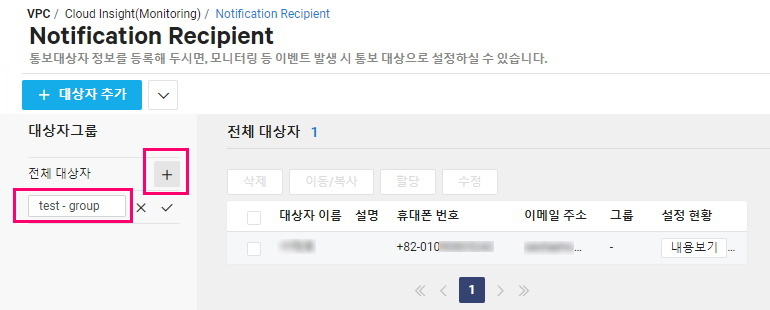 VPC / Cloud Insight(Monitoring) / Notification Recipient
Notification Recipient
통보대상자 정보를 등록해 두시면, 모니터링 등 이벤트 발생 시 통보 대상으로 설정하실 수 있습니다.
+ 대상자 추가
대상자그룹
전체 대상자 +
test - group
전체 대상자 1
삭제 이동/복사 할당 수정
대상자 이름 설명 휴대폰 번호 이메일 주소 그룹 설정 현황
+82-010 ... - 내용보기 ...
« < 1 > »